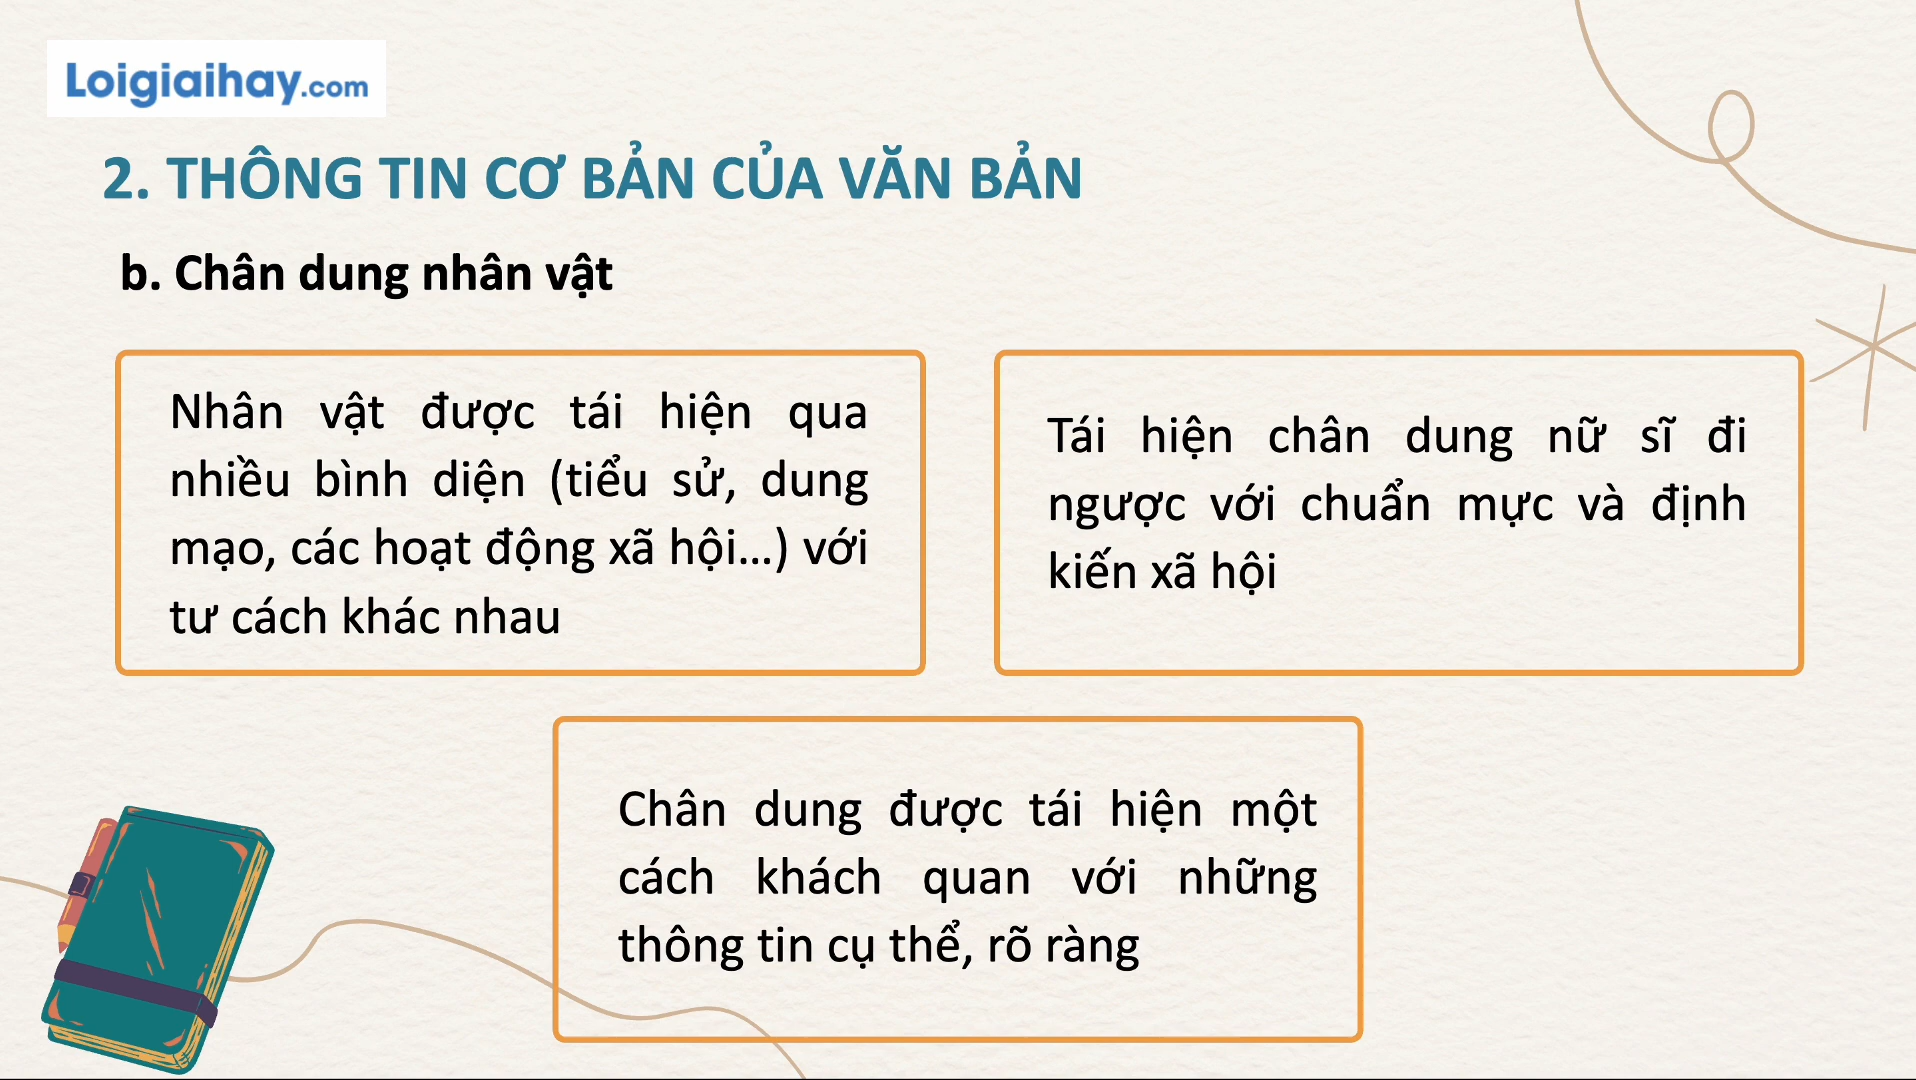 Loigiaihay.com
2. THÔNG TIN CƠ BẢN CỦA VĂN BẢN
b. Chân dung nhân vật
Nhân vật được tái hiện qua
nhiều bình diện (tiểu sử, dung
mạo, các hoạt động xã hội...) với
tư cách khác nhau
Tái hiện chân dung nữ sĩ đi
ngược với chuẩn mực và định
kiến xã hội
Chân dung được tái hiện một
cách khách quan với những
thông tin cụ thể, rõ ràng